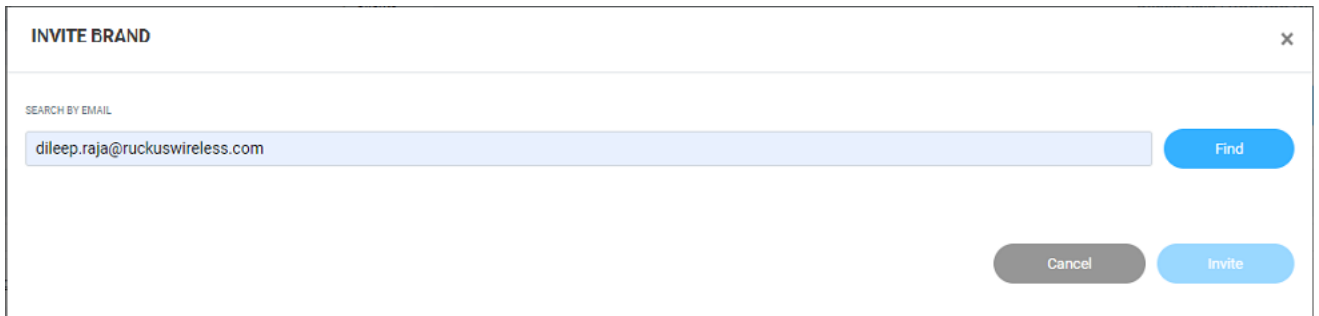 INVITE BRAND
×
SEARCH BY EMAIL
dileep.raja@ruckuswireless.com
Find
Cancel
Invite